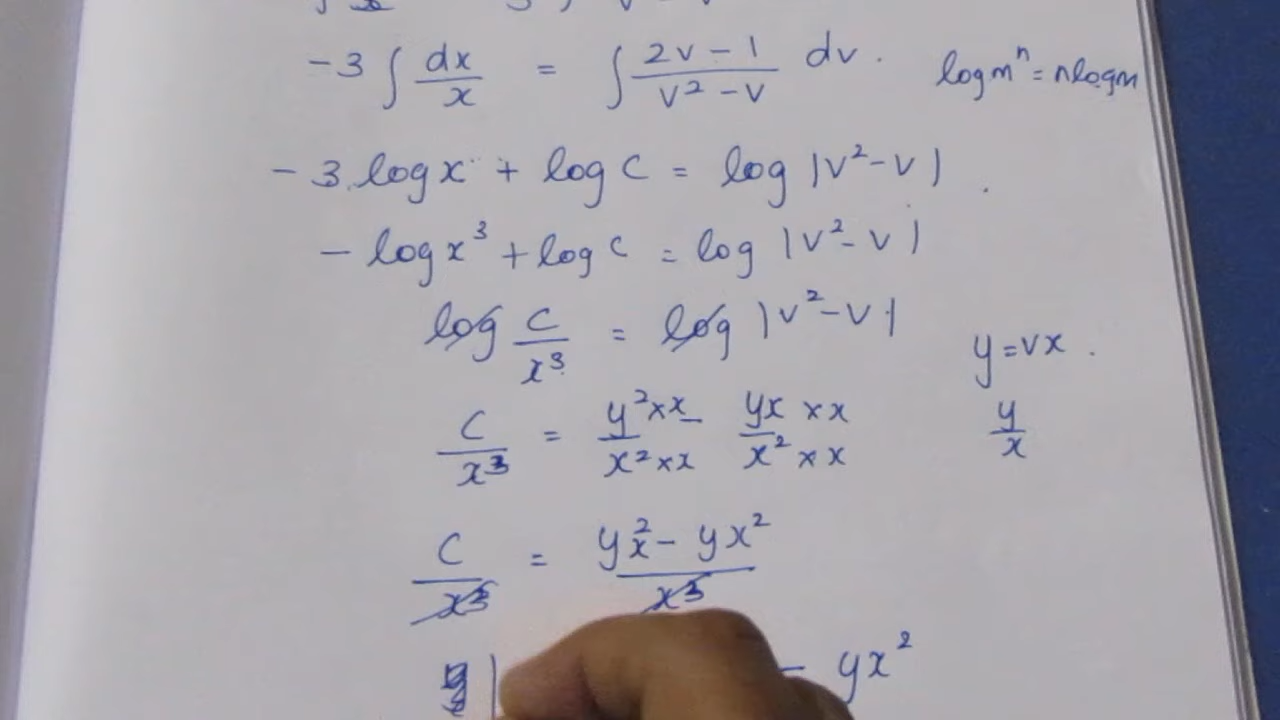 -3 ∫ dx/x = ∫ (2v-1)/(v²-v) dv. log mⁿ = n log m
-3 log x + log c = log |v²-v|.
- log x³ + log c = log |v²-v|
log c/x³ = log |v²-v|
y = vx.
c/x³ = y²×x/x²×x - yx×x/x²×x y/x
c/x³ = (y²x - yx²)/x³
- yx²